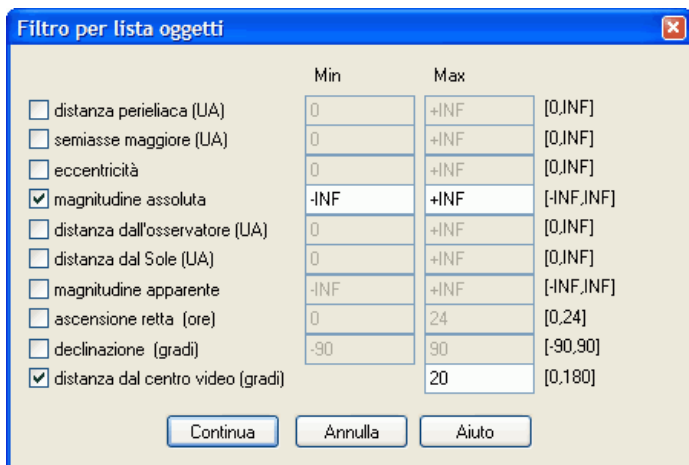 Filtro per lista oggetti
Min Max
distanza perieliaca (UA) 0 +INF [0,INF]
semiasse maggiore (UA) 0 +INF [0,INF]
eccentricità 0 +INF [0,INF]
magnitudine assoluta -INF +INF [-INF,INF]
distanza dall'osservatore (UA) 0 +INF [0,INF]
distanza dal Sole (UA) 0 +INF [0,INF]
magnitudine apparente -INF +INF [-INF,INF]
ascensione retta (ore) 0 24 [0,24]
declinazione (gradi) -90 90 [-90,90]
distanza dal centro video (gradi) 20 [0,180]
Continua Annulla Aiuto